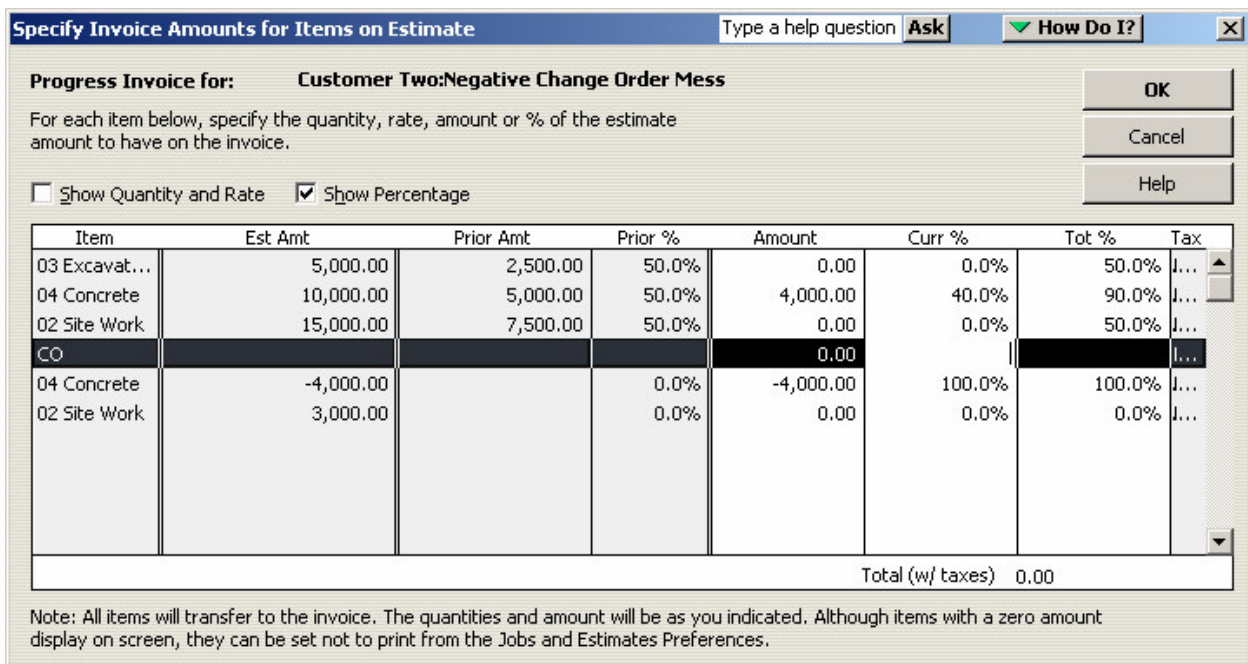 Specify Invoice Amounts for Items on Estimate Type a help question Ask How Do I?
Progress Invoice for: Customer Two:Negative Change Order Mess OK
For each item below, specify the quantity, rate, amount or % of the estimate
amount to have on the invoice.
Cancel
Help
Show Quantity and Rate Show Percentage
Item Est Amt Prior Amt Prior % Amount Curr % Tot % Tax
03 Excavat... 5,000.00 2,500.00 50.0% 0.00 0.0% 50.0%
04 Concrete 10,000.00 5,000.00 50.0% 4,000.00 40.0% 90.0%
02 Site Work 15,000.00 7,500.00 50.0% 0.00 0.0% 50.0%
CO 0.00
04 Concrete -4,000.00 0.0% -4,000.00 100.0% 100.0%
02 Site Work 3,000.00 0.0% 0.00 0.0% 0.0%
Total (w/ taxes) 0.00
Note: All items will transfer to the invoice. The quantities and amount will be as you indicated. Although items with a zero amount
display on screen, they can be set not to print from the Jobs and Estimates Preferences.